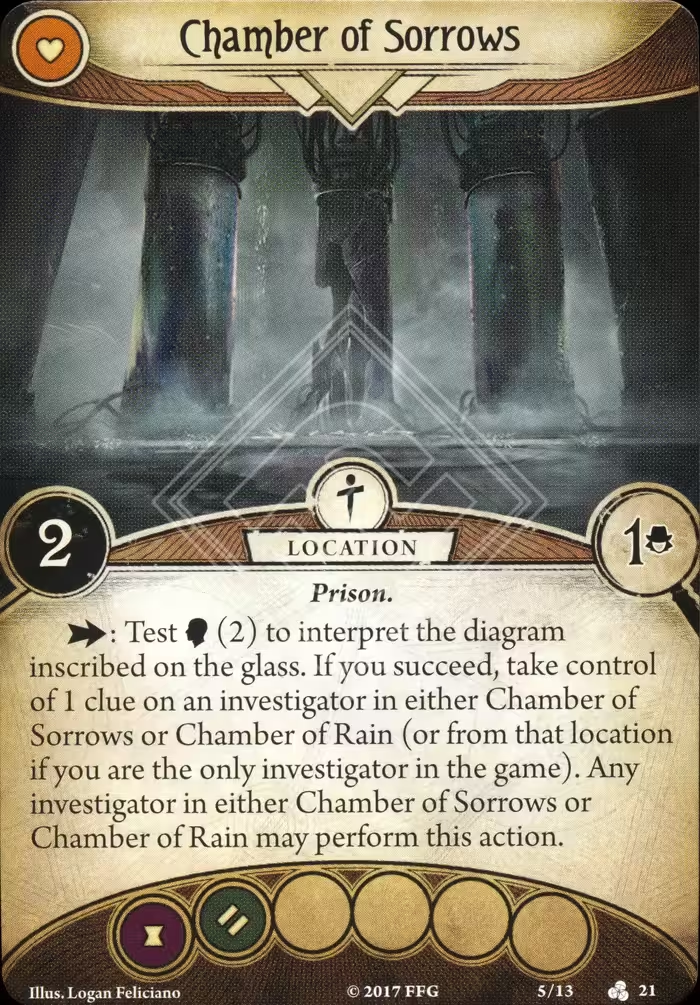 Chamber of Sorrows
2
LOCATION
1
Prison.
: Test (2) to interpret the diagram
inscribed on the glass. If you succeed, take control
of 1 clue on an investigator in either Chamber of
Sorrows or Chamber of Rain (or from that location
if you are the only investigator in the game). Any
investigator in either Chamber of Sorrows or
Chamber of Rain may perform this action.
Illus. Logan Feliciano © 2017 FFG 5/13 21